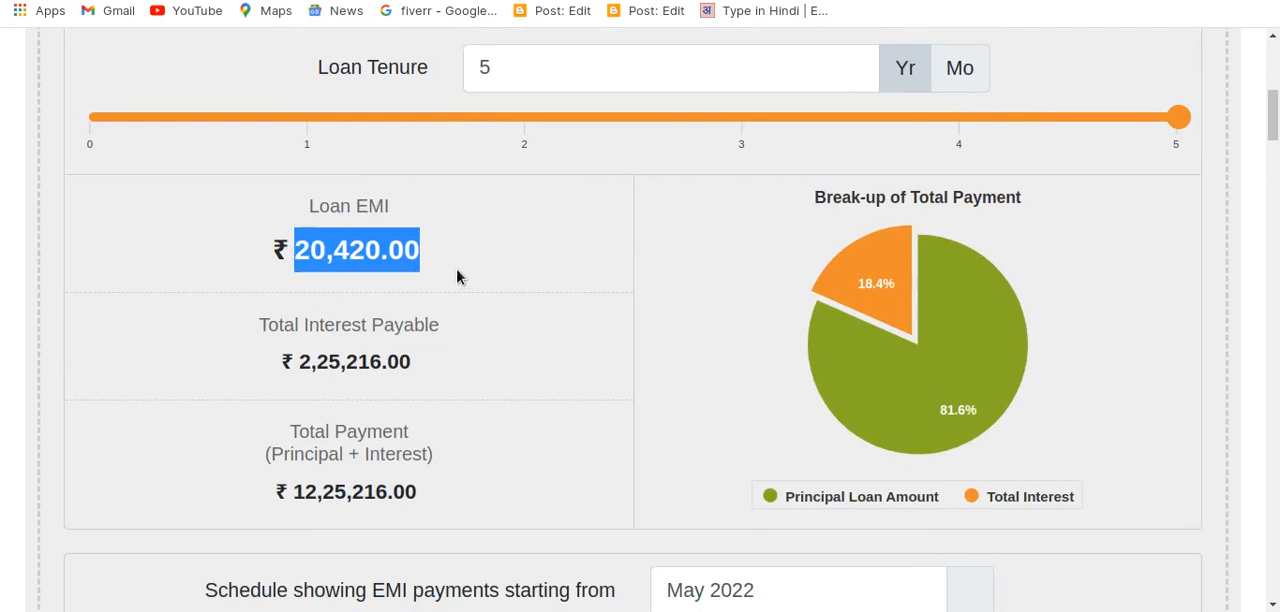 Apps Gmail YouTube Maps News fiverr - Google... Post: Edit Post: Edit अ Type in Hindi | E...
Loan Tenure 5 Yr Mo
0 1 2 3 4 5
Loan EMI
₹ 20,420.00
Total Interest Payable
₹ 2,25,216.00
Total Payment
(Principal + Interest)
₹ 12,25,216.00
Break-up of Total Payment
18.4%
81.6%
Principal Loan Amount Total Interest
Schedule showing EMI payments starting from May 2022